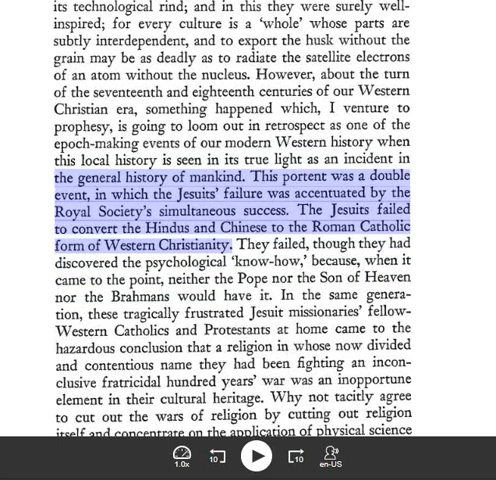 its technological rind; and in this they were surely well-
inspired; for every culture is a ‘whole’ whose parts are
subtly interdependent, and to export the husk without the
grain may be as deadly as to radiate the satellite electrons
of an atom without the nucleus. However, about the turn
of the seventeenth and eighteenth centuries of our Western
Christian era, something happened which, I venture to
prophesy, is going to loom out in retrospect as one of the
epoch-making events of our modern Western history when
this local history is seen in its true light as an incident in
the general history of mankind. This portent was a double
event, in which the Jesuits’ failure was accentuated by the
Royal Society’s simultaneous success. The Jesuits failed
to convert the Hindus and Chinese to the Roman Catholic
form of Western Christianity. They failed, though they had
discovered the psychological ‘know-how,’ because, when it
came to the point, neither the Pope nor the Son of Heaven
nor the Brahmans would have it. In the same genera-
tion, these tragically frustrated Jesuit missionaries’ fellow-
Western Catholics and Protestants at home came to the
hazardous conclusion that a religion in whose now divided
and contentious name they had been fighting an incon-
clusive fratricidal hundred years’ war was an inopportune
element in their cultural heritage. Why not tacitly agree
to cut out the wars of religion by cutting out religion
itself and concentrate on the application of physical science
1.0x
10
10
en-US